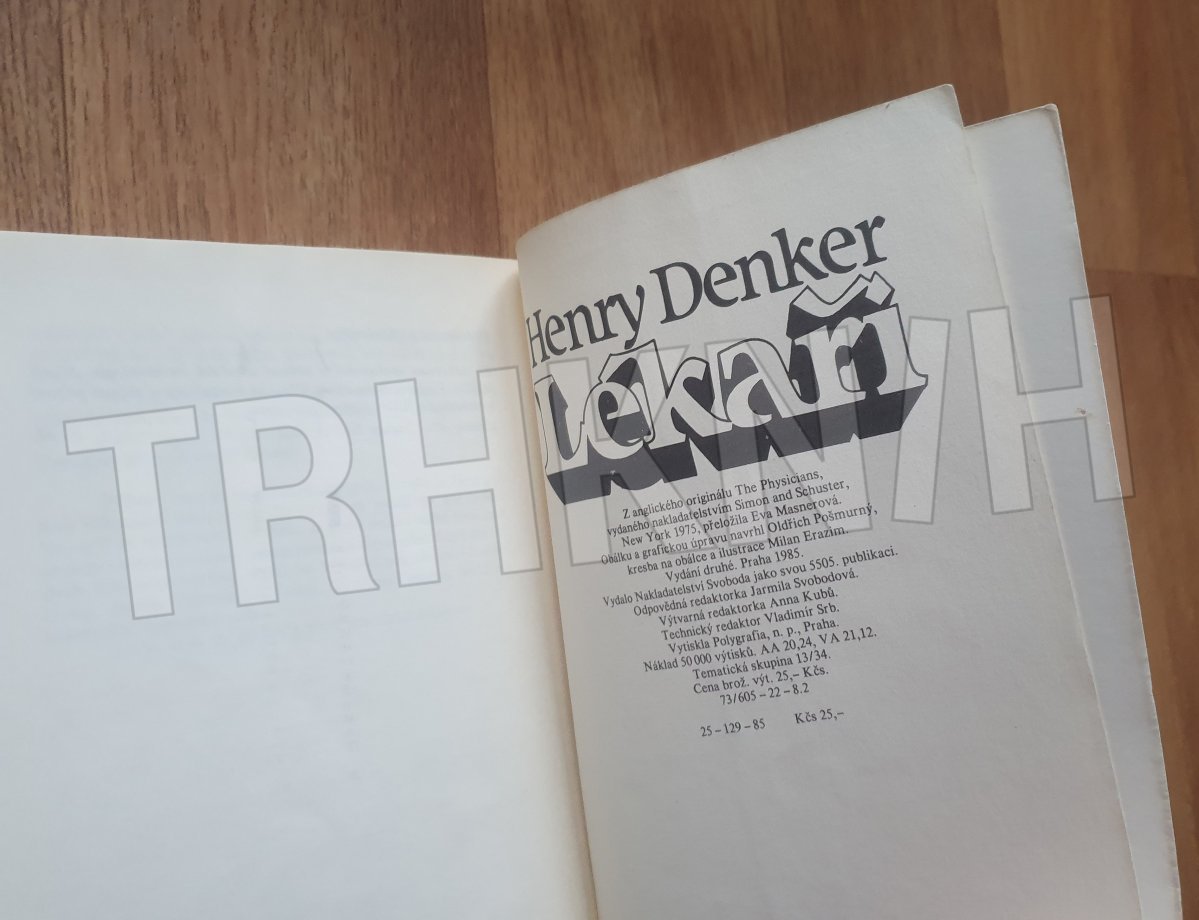 Henry Denker
Lékaři
TRHKNIH
Z anglického originálu The Physicians,
vydaného nakladatelstvím Simon and Schuster,
New York 1975, přeložila Eva Masnerová.
Obálku a grafickou úpravu navrhl Oldřich Pošmurný,
kresba na obálce a ilustrace Milan Erazim.
Vydání druhé. Praha 1985.
Vydalo Nakladatelství Svoboda jako svou 5505. publikaci.
Odpovědná redaktorka Jarmila Svobodová.
Výtvarná redaktorka Anna Kubů.
Technický redaktor Vladimír Srb.
Vytiskla Polygrafia, n. p., Praha.
Náklad 50 000 výtisků. AA 20,24, VA 21,12.
Tematická skupina 13/34.
Cena brož. výt. 25,– Kčs.
73/605 – 22 – 8.2
25 – 129 – 85 Kčs 25,–